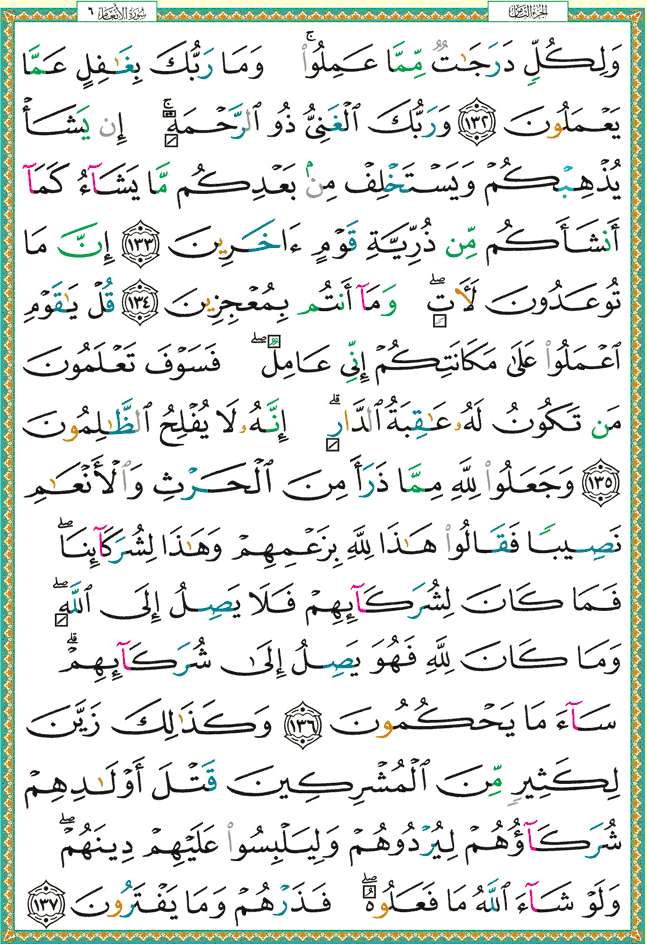 الجزء الثامن
سورة الأنعام ٦
وَلِكُلٍّ دَرَجَـٰتٌ مِّمَّا عَمِلُوا۟ ۚ وَمَا رَبُّكَ بِغَـٰفِلٍ عَمَّا
يَعْمَلُونَ ١٣٢ وَرَبُّكَ ٱلْغَنِىُّ ذُو ٱلرَّحْمَةِ ۚ إِن يَشَأْ
يُذْهِبْكُمْ وَيَسْتَخْلِفْ مِنۢ بَعْدِكُم مَّا يَشَآءُ كَمَآ
أَنشَأَكُم مِّن ذُرِّيَّةِ قَوْمٍ ءَاخَرِينَ ١٣٣ إِنَّ مَا
تُوعَدُونَ لَـَٔاتٍ ۖ وَمَآ أَنتُم بِمُعْجِزِينَ ١٣٤ قُلْ يَـٰقَوْمِ
ٱعْمَلُوا۟ عَلَىٰ مَكَانَتِكُمْ إِنِّى عَامِلٌ ۖ فَسَوْفَ تَعْلَمُونَ
مَن تَكُونُ لَهُۥ عَـٰقِبَةُ ٱلدَّارِ ۗ إِنَّهُۥ لَا يُفْلِحُ ٱلظَّـٰلِمُونَ
١٣٥ وَجَعَلُوا۟ لِلَّهِ مِمَّا ذَرَأَ مِنَ ٱلْحَرْثِ وَٱلْأَنْعَـٰمِ
نَصِيبًا فَقَالُوا۟ هَـٰذَا لِلَّهِ بِزَعْمِهِمْ وَهَـٰذَا لِشُرَكَآئِنَا ۖ
فَمَا كَانَ لِشُرَكَآئِهِمْ فَلَا يَصِلُ إِلَى ٱللَّهِ ۖ
وَمَا كَانَ لِلَّهِ فَهُوَ يَصِلُ إِلَىٰ شُرَكَآئِهِمْ ۗ
سَآءَ مَا يَحْكُمُونَ ١٣٦ وَكَذَٰلِكَ زَيَّنَ
لِكَثِيرٍ مِّنَ ٱلْمُشْرِكِينَ قَتْلَ أَوْلَـٰدِهِمْ
شُرَكَآؤُهُمْ لِيُرْدُوهُمْ وَلِيَلْبِسُوا۟ عَلَيْهِمْ دِينَهُمْ ۖ
وَلَوْ شَآءَ ٱللَّهُ مَا فَعَلُوهُ ۖ فَذَرْهُمْ وَمَا يَفْتَرُونَ ١٣٧